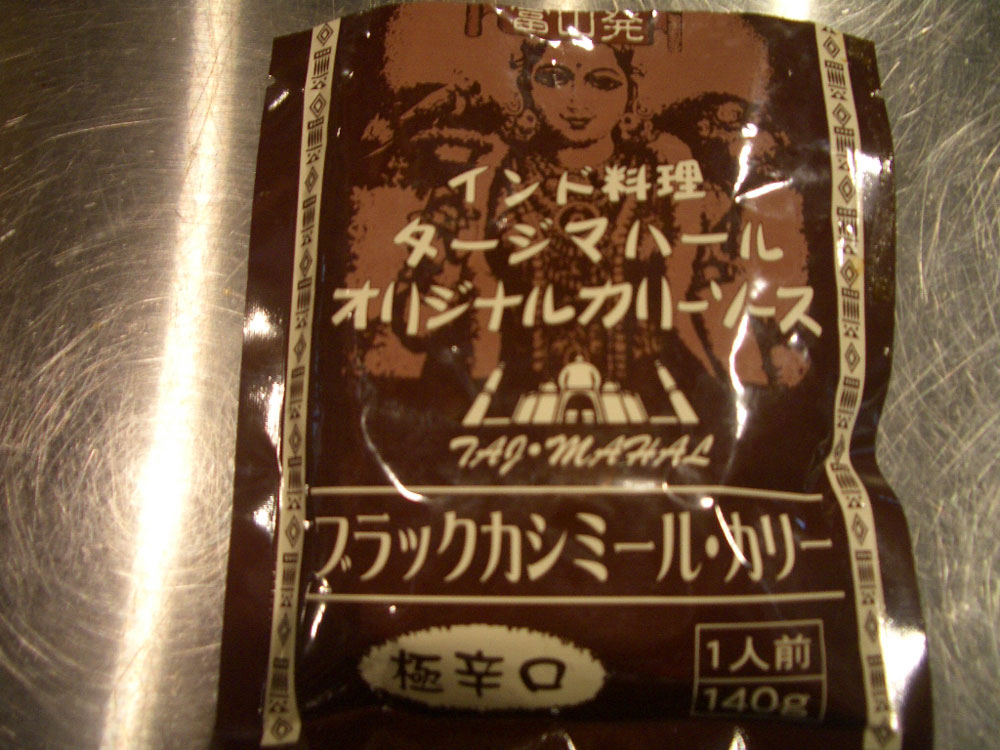 富山発
インド料理
タージマハール
オリジナルカリーソース
TAJ・MAHAL
ブラックカシミール・カリー
極辛口
1人前
140g